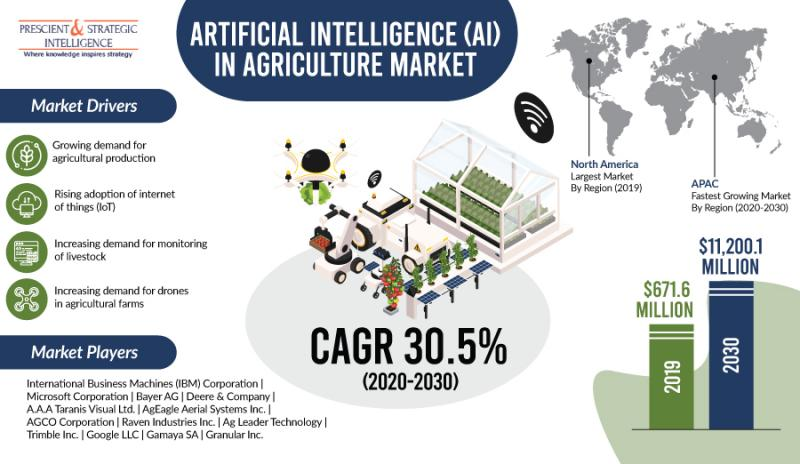 PRESCIENT & STRATEGIC
INTELLIGENCE
Where knowledge inspires strategy
ARTIFICIAL INTELLIGENCE (AI)
IN AGRICULTURE MARKET
Market Drivers
Growing demand for
agricultural production
Rising adoption of internet
of things (IoT)
Increasing demand for monitoring
of livestock
Increasing demand for drones
in agricultural farms
Market Players
International Business Machines (IBM) Corporation |
Microsoft Corporation | Bayer AG | Deere & Company |
A.A.A Taranis Visual Ltd. | AgEagle Aerial Systems Inc. |
AGCO Corporation | Raven Industries Inc. | Ag Leader Technology |
Trimble Inc. | Google LLC | Gamaya SA | Granular Inc.
CAGR 30.5%
(2020-2030)
North America
Largest Market
By Region (2019)
APAC
Fastest Growing Market
By Region (2020-2030)
$671.6
MILLION
2019
$11,200.1
MILLION
2030